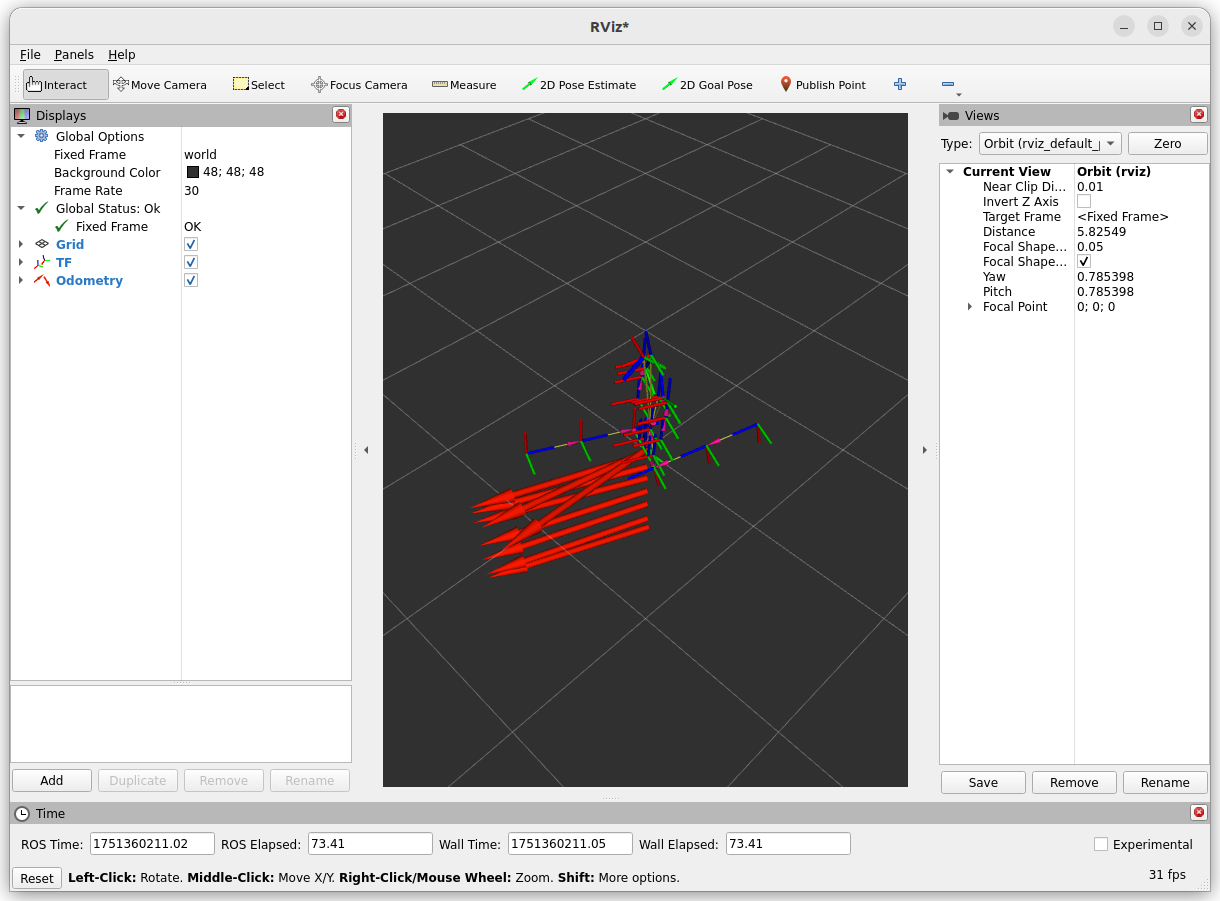 RViz*
File Panels Help
Interact Move Camera Select Focus Camera Measure 2D Pose Estimate 2D Goal Pose Publish Point
Displays
Global Options
Fixed Frame world
Background Color 48; 48; 48
Frame Rate 30
Global Status: Ok
Fixed Frame OK
Grid
TF
Odometry
Add Duplicate Remove Rename
Views
Type: Orbit (rviz_default_ Zero
Current View Orbit (rviz)
Near Clip Di... 0.01
Invert Z Axis
Target Frame <Fixed Frame>
Distance 5.82549
Focal Shape... 0.05
Focal Shape...
Yaw 0.785398
Pitch 0.785398
Focal Point 0; 0; 0
Save Remove Rename
Time
ROS Time: 1751360211.02 ROS Elapsed: 73.41 Wall Time: 1751360211.05 Wall Elapsed: 73.41 Experimental
Reset Left-Click: Rotate. Middle-Click: Move X/Y. Right-Click/Mouse Wheel: Zoom. Shift: More options. 31 fps